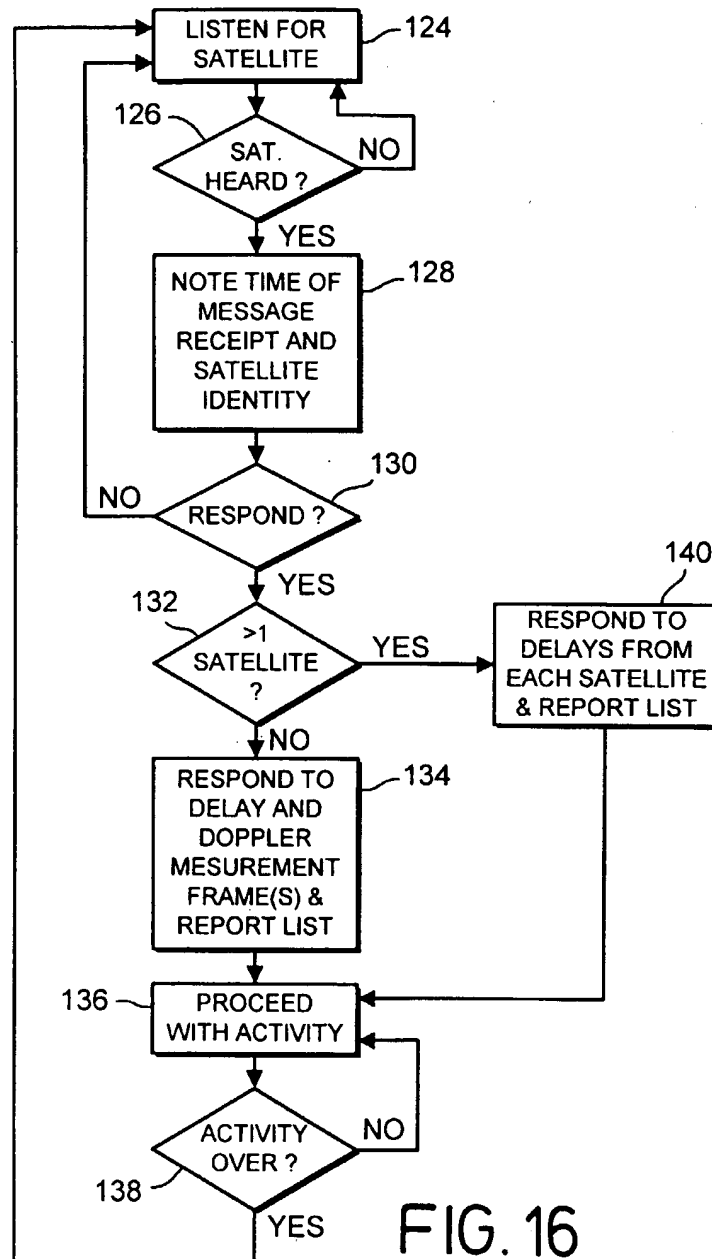 LISTEN FOR
SATELLITE
124
126
SAT.
HEARD ?
NO
YES
NOTE TIME OF
MESSAGE
RECEIPT AND
SATELLITE
IDENTITY
128
130
NO
RESPOND ?
YES
132
>1
SATELLITE
?
YES
140
RESPOND TO
DELAYS FROM
EACH SATELLITE
& REPORT LIST
NO
RESPOND TO
DELAY AND
DOPPLER
MESUREMENT
FRAME(S) &
REPORT LIST
134
136
PROCEED
WITH ACTIVITY
ACTIVITY
OVER ?
NO
138
YES
FIG. 16